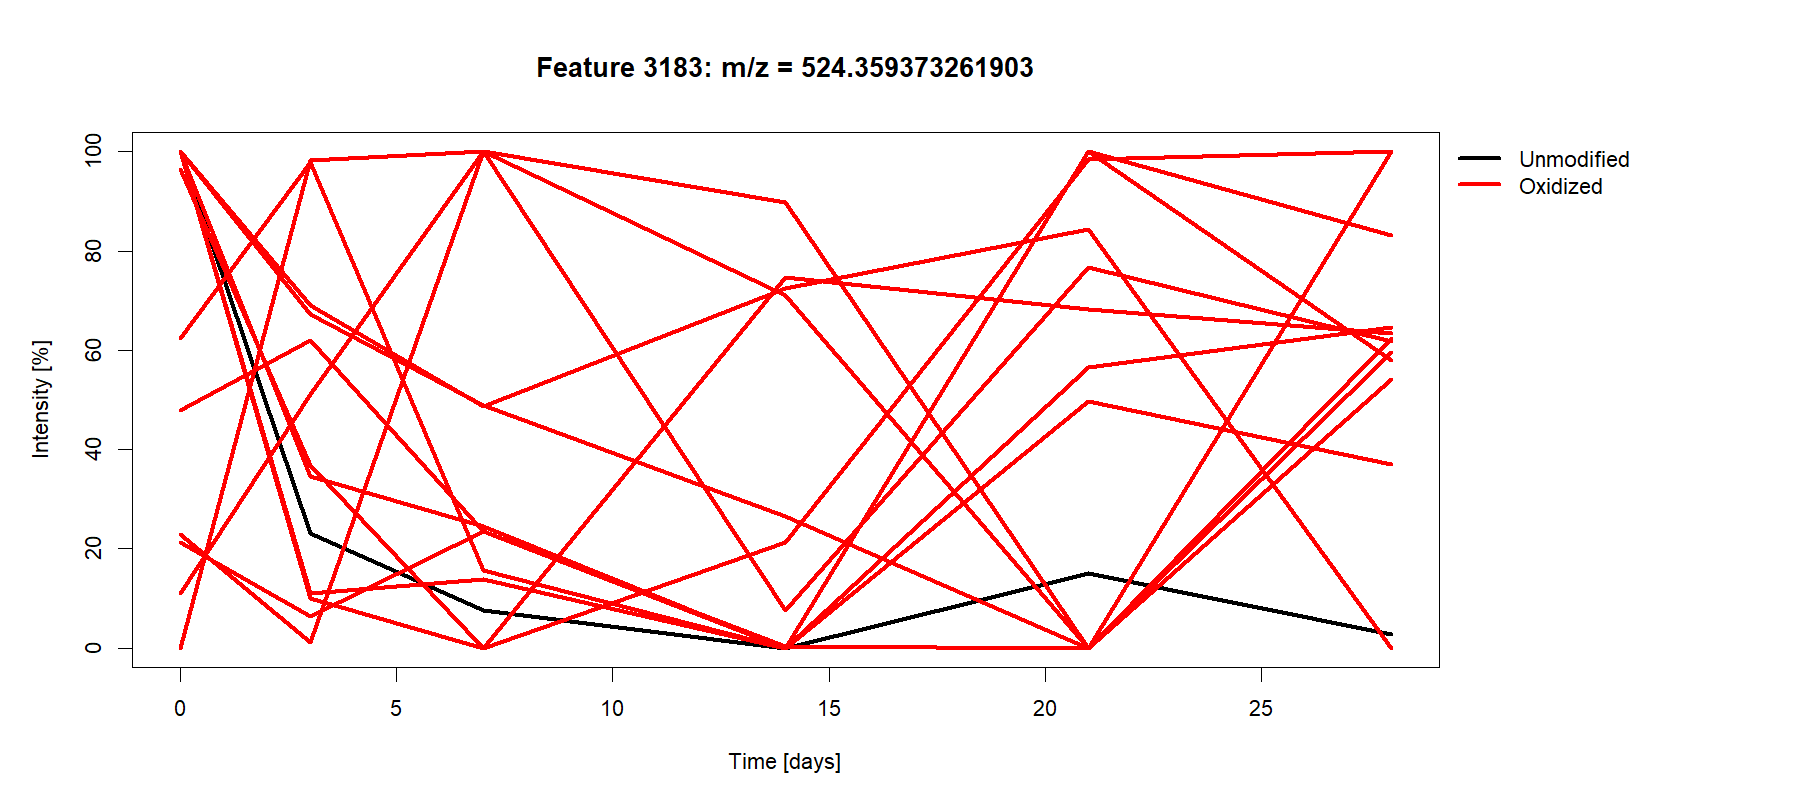 Feature 3183: m/z = 524.359373261903
Unmodified
Oxidized
Intensity [%]
100
80
60
40
20
0
0 5 10 15 20 25
Time [days]